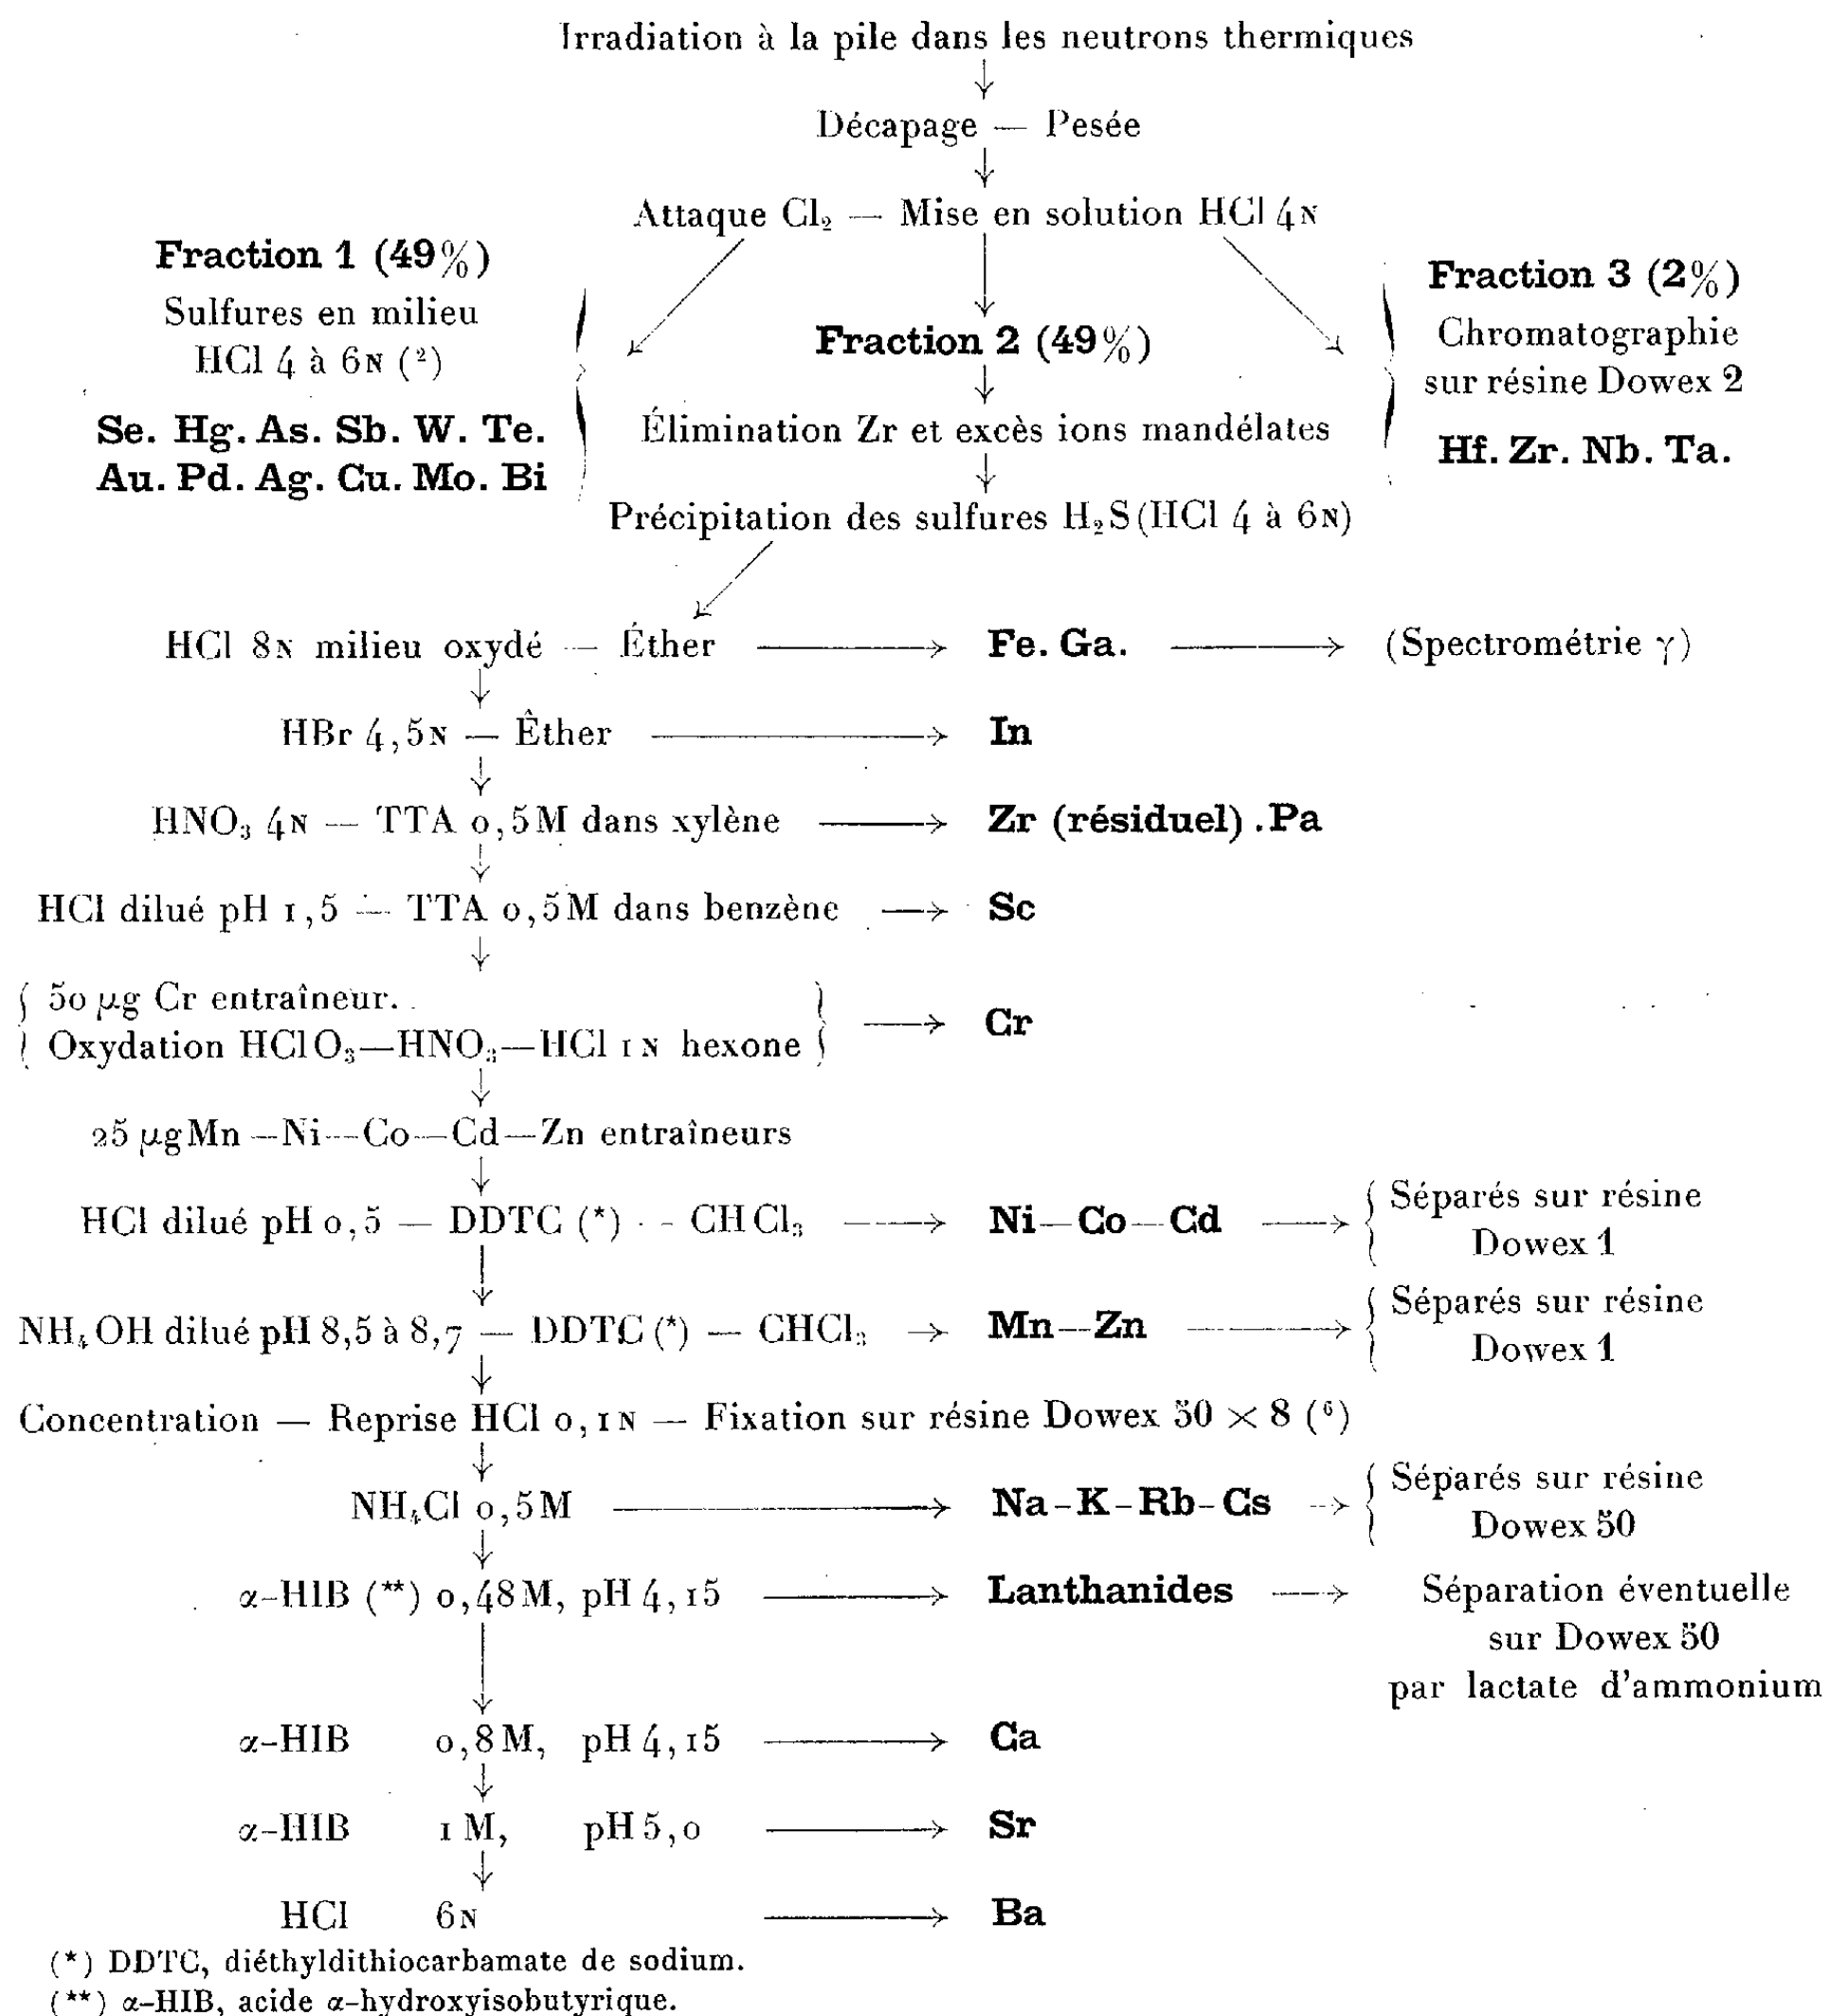 Irradiation à la pile dans les neutrons thermiques
Décapage — Pesée
Attaque Cl₂ — Mise en solution HCl 4N
Fraction 1 (49%)
Sulfures en milieu
HCl 4 à 6N (²)
Se. Hg. As. Sb. W. Te.
Au. Pd. Ag. Cu. Mo. Bi
Fraction 2 (49%)
Élimination Zr et excès ions mandélates
Précipitation des sulfures H₂S (HCl 4 à 6N)
Fraction 3 (2%)
Chromatographie
sur résine Dowex 2
Hf. Zr. Nb. Ta.
HCl 8N milieu oxydé — Éther → Fe. Ga. → (Spectrométrie γ)
HBr 4,5N — Êther → In
HNO₃ 4N — TTA 0,5M dans xylène → Zr (résiduel). Pa
HCl dilué pH 1,5 — TTA 0,5M dans benzène → Sc
50 μg Cr entraîneur.
Oxydation HClO₃—HNO₃—HCl 1N hexone → Cr
25 μg Mn—Ni—Co—Cd—Zn entraîneurs
HCl dilué pH 0,5 — DDTC (*) - - CHCl₃ → Ni—Co—Cd → Séparés sur résine
Dowex 1
NH₄OH dilué pH 8,5 à 8,7 — DDTC (*) — CHCl₃ → Mn—Zn → Séparés sur résine
Dowex 1
Concentration — Reprise HCl 0,1N — Fixation sur résine Dowex 50 × 8 (⁶)
NH₄Cl 0,5M → Na-K-Rb-Cs → Séparés sur résine
Dowex 50
α-HIB (**) 0,48M, pH 4,15 → Lanthanides → Séparation éventuelle
sur Dowex 50
par lactate d'ammonium
α-HIB 0,8M, pH 4,15 → Ca
α-HIB 1M, pH 5,0 → Sr
HCl 6N → Ba
(*) DDTC, diéthyldithiocarbamate de sodium.
(**) α-HIB, acide α-hydroxyisobutyrique.